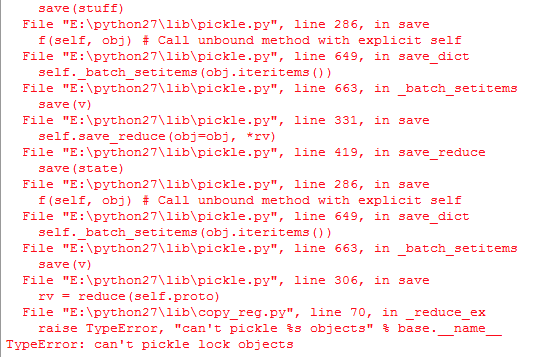 save(stuff)
File "E:\python27\lib\pickle.py", line 286, in save
f(self, obj) # Call unbound method with explicit self
File "E:\python27\lib\pickle.py", line 649, in save_dict
self._batch_setitems(obj.iteritems())
File "E:\python27\lib\pickle.py", line 663, in _batch_setitems
save(v)
File "E:\python27\lib\pickle.py", line 331, in save
self.save_reduce(obj=obj, *rv)
File "E:\python27\lib\pickle.py", line 419, in save_reduce
save(state)
File "E:\python27\lib\pickle.py", line 286, in save
f(self, obj) # Call unbound method with explicit self
File "E:\python27\lib\pickle.py", line 649, in save_dict
self._batch_setitems(obj.iteritems())
File "E:\python27\lib\pickle.py", line 663, in _batch_setitems
save(v)
File "E:\python27\lib\pickle.py", line 306, in save
rv = reduce(self.proto)
File "E:\python27\lib\copy_reg.py", line 70, in _reduce_ex
raise TypeError, "can't pickle %s objects" % base.__name__
TypeError: can't pickle lock objects